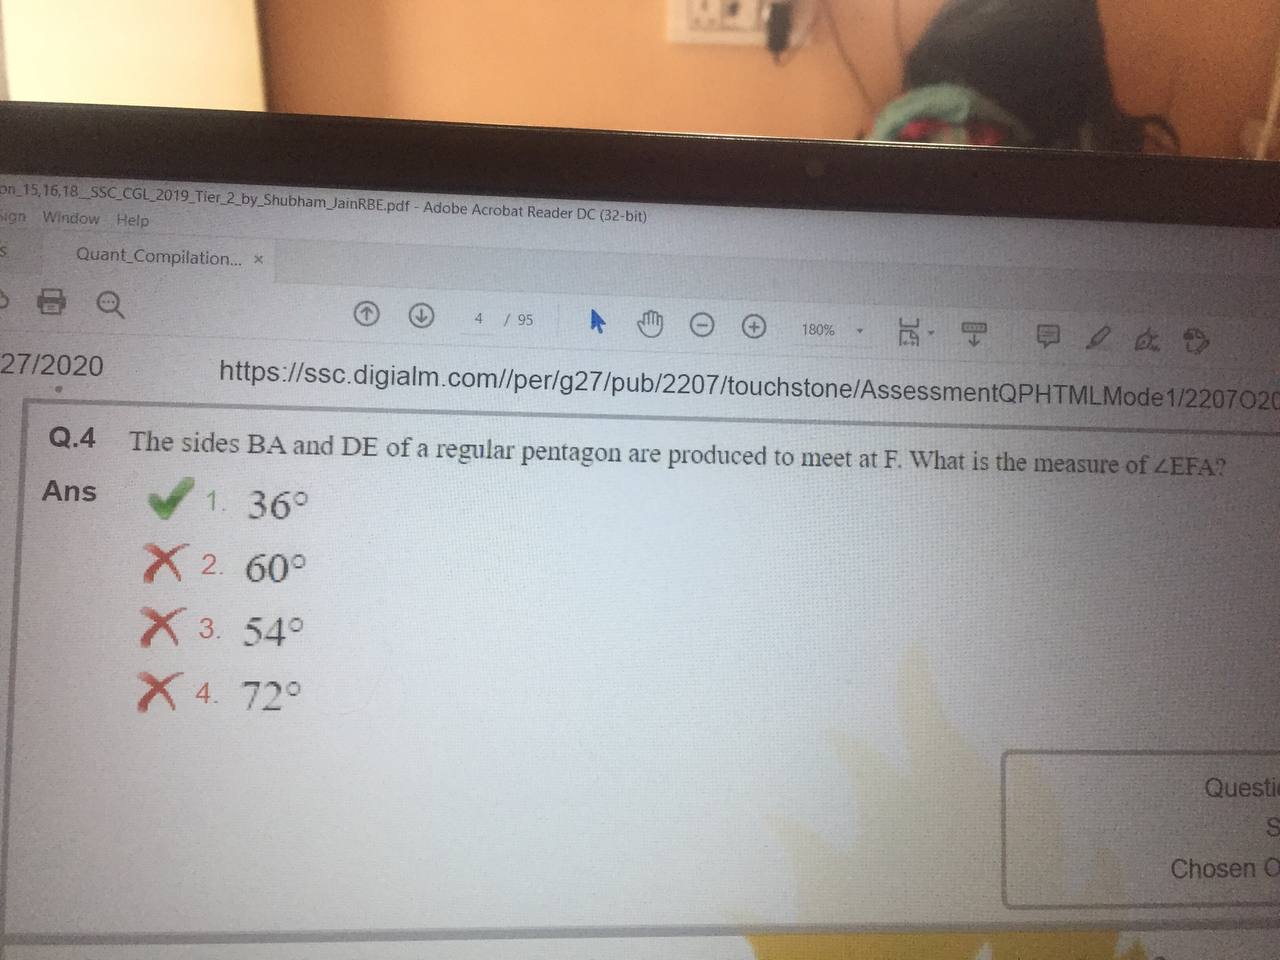 on_15,16,18__SSC_CGL_2019_Tier_2_by_Shubham_JainRBE.pdf - Adobe Acrobat Reader DC (32-bit)
Sign Window Help
Quant_Compilation... ×
4 / 95 180%
27/2020 https://ssc.digialm.com//per/g27/pub/2207/touchstone/AssessmentQPHTMLMode1/2207O20
Q.4 The sides BA and DE of a regular pentagon are produced to meet at F. What is the measure of ∠EFA?
Ans 1. 36°
2. 60°
3. 54°
4. 72°
Questi
S
Chosen O